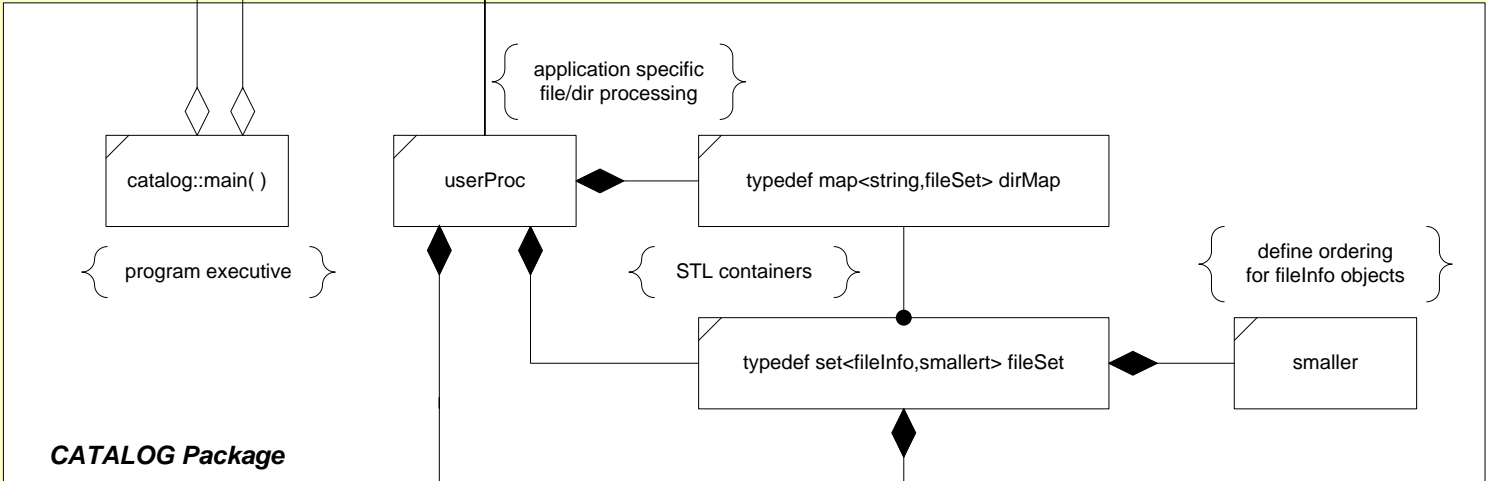 application specific
file/dir processing
catalog::main( )
userProc
typedef map<string,fileSet> dirMap
program executive
STL containers
define ordering
for fileInfo objects
typedef set<fileInfo,smallert> fileSet
smaller
CATALOG Package